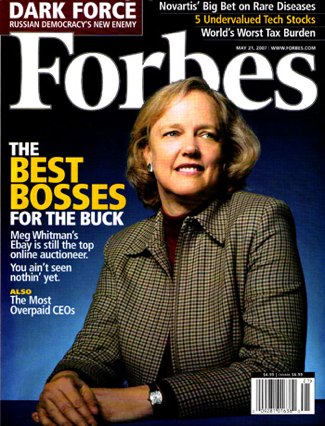 DARK FORCE
RUSSIAN DEMOCRACY'S NEW ENEMY
Novartis' Big Bet on Rare Diseases
5 Undervalued Tech Stocks
World's Worst Tax Burden
Forbes
MAY 21, 2007 | WWW.FORBES.COM
THE
BEST
BOSSES
FOR THE BUCK
Meg Whitman's
Ebay is still the top
online auctioneer.
You ain't seen
nothin' yet.
ALSO
The Most
Overpaid CEOs